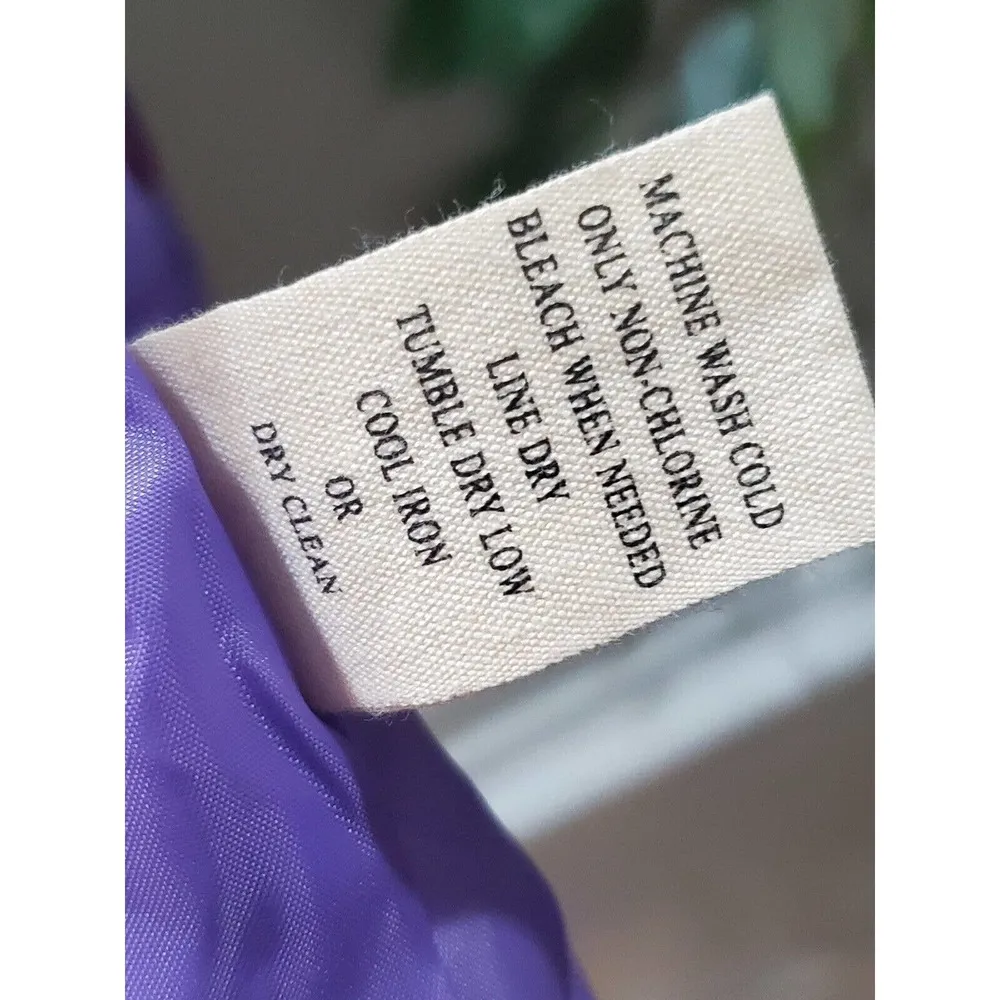 MACHINE WASH COLD
ONLY NON-CHLORINE
BLEACH WHEN NEEDED
LINE DRY
TUMBLE DRY LOW
COOL IRON
OR
DRY CLEAN